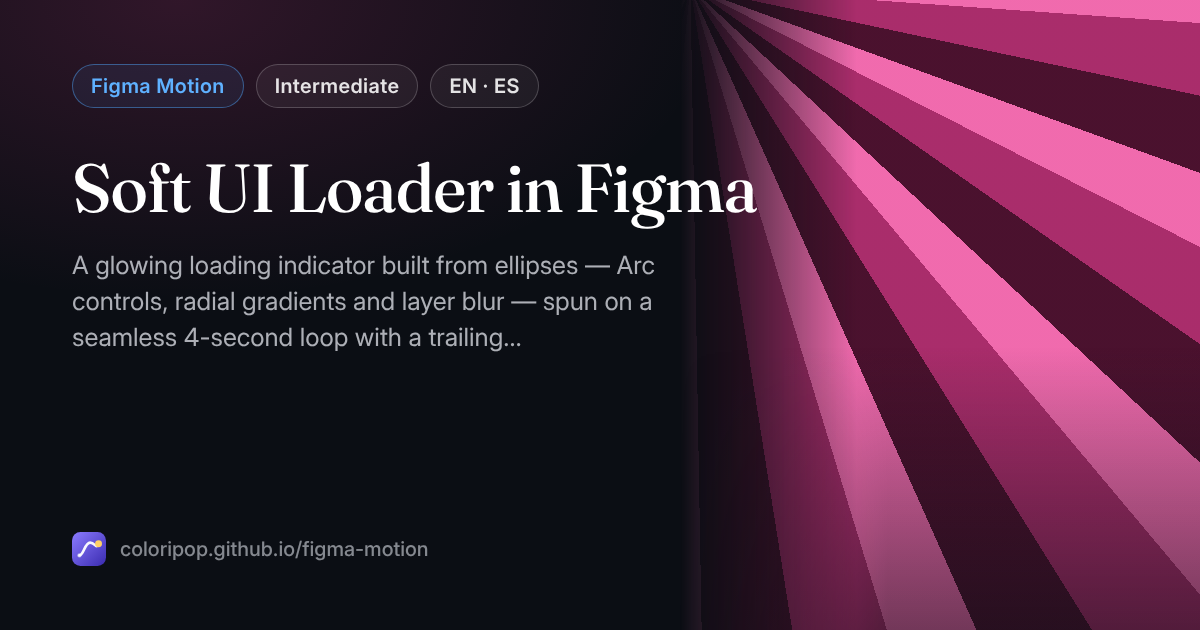 Figma Motion
Intermediate
EN · ES
Soft UI Loader in Figma
A glowing loading indicator built from ellipses — Arc
controls, radial gradients and layer blur — spun on a
seamless 4-second loop with a trailing...
coloripop.github.io/figma-motion